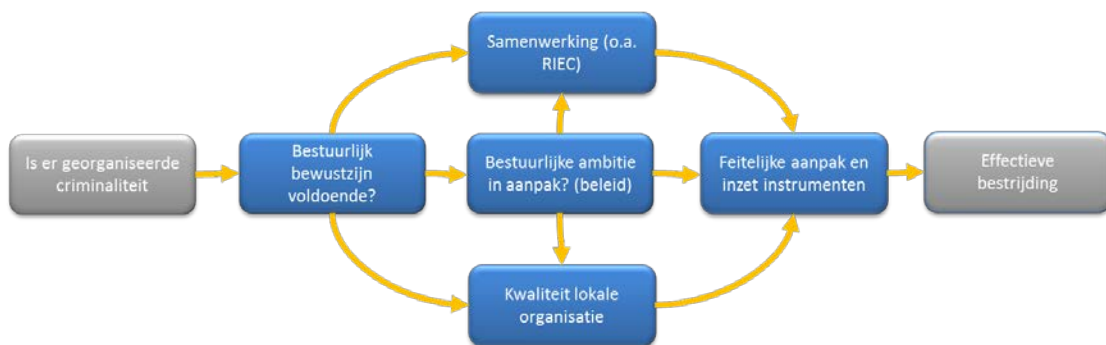 Samenwerking (o.a.
RIEC)
Is er georganiseerde
criminaliteit
Bestuurlijk
bewustzijn
voldoende?
Bestuurlijke ambitie
in aanpak? (beleid)
Feitelijke aanpak en
inzet instrumenten
Effectieve
bestrijding
Kwaliteit lokale
organisatie